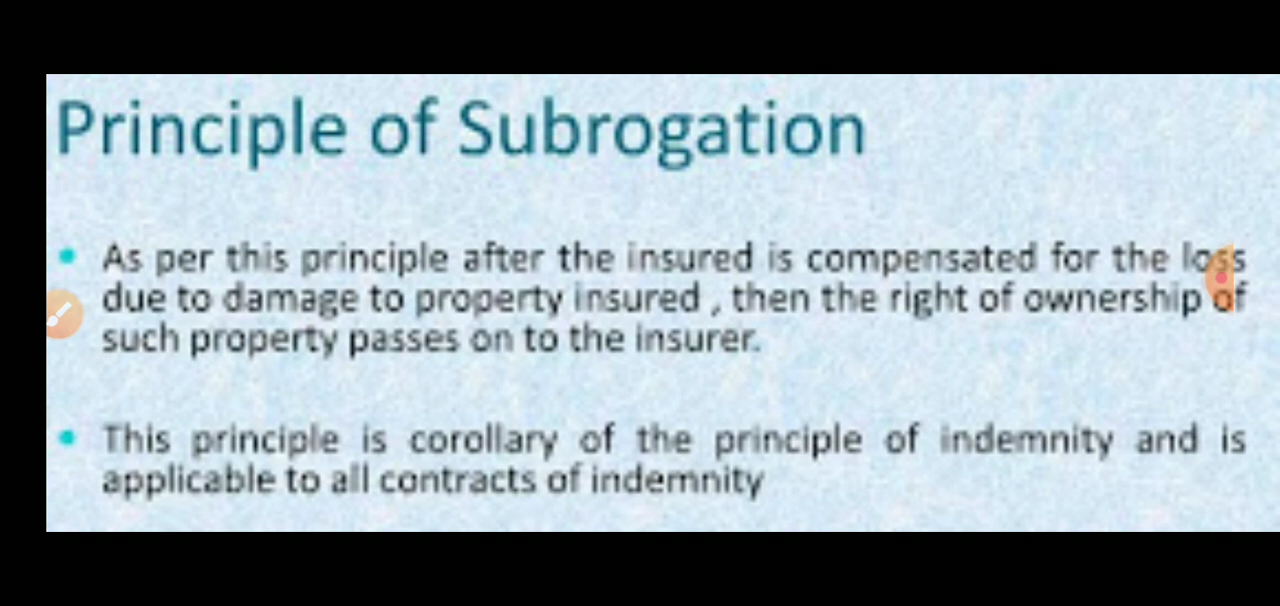 Principle of Subrogation
• As per this principle after the insured is compensated for the loss
due to damage to property insured , then the right of ownership of
such property passes on to the insurer.
• This principle is corollary of the principle of indemnity and is
applicable to all contracts of indemnity